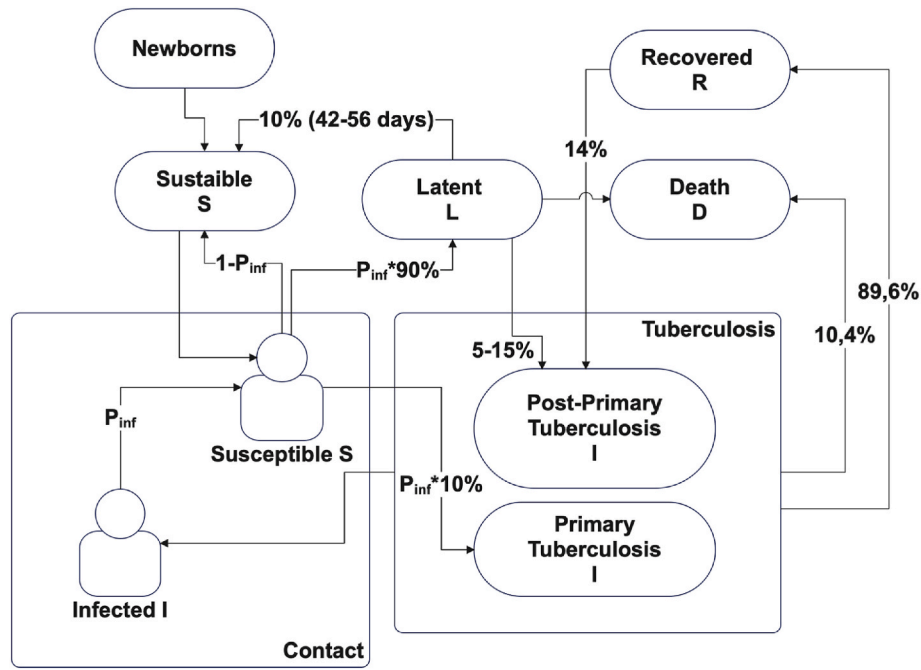 Newborns
Recovered
R
10% (42-56 days)
14%
Sustaible
S
Latent
L
Death
D
1-Pinf
Pinf*90%
89,6%
10,4%
Tuberculosis
5-15%
Post-Primary
Tuberculosis
I
Pinf
Susceptible S
Pinf*10%
Primary
Tuberculosis
I
Infected I
Contact